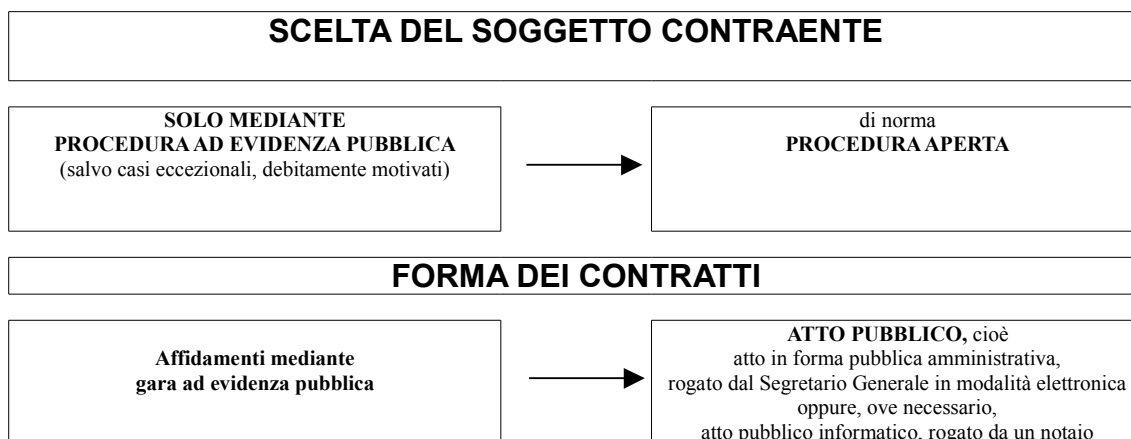 SCELTA DEL SOGGETTO CONTRAENTE
SOLO MEDIANTE
PROCEDURA AD EVIDENZA PUBBLICA
(salvo casi eccezionali, debitamente motivati)
di norma
PROCEDURA APERTA
FORMA DEI CONTRATTI
Affidamenti mediante
gara ad evidenza pubblica
ATTO PUBBLICO, cioè
atto in forma pubblica amministrativa,
rogato dal Segretario Generale in modalità elettronica
oppure, ove necessario,
atto pubblico informatico, rogato da un notaio